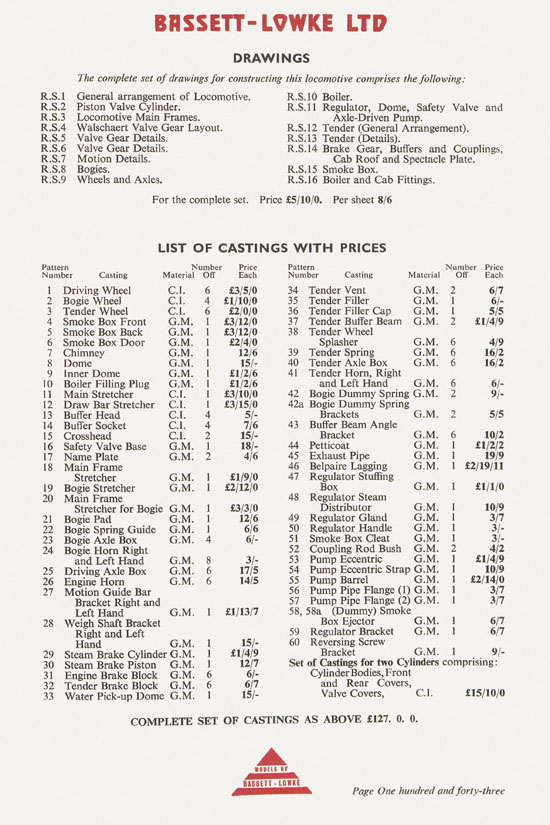 BASSETT-LOWKE LTD
DRAWINGS
The complete set of drawings for constructing this locomotive comprises the following:
R.S.1 General arrangement of Locomotive.
R.S.2 Piston Valve Cylinder.
R.S.3 Locomotive Main Frames.
R.S.4 Walschaert Valve Gear Layout.
R.S.5 Valve Gear Details.
R.S.6 Valve Gear Details.
R.S.7 Motion Details.
R.S.8 Bogies.
R.S.9 Wheels and Axles.
R.S.10 Boiler.
R.S.11 Regulator, Dome, Safety Valve and
Axle-Driven Pump.
R.S.12 Tender (General Arrangement).
R.S.13 Tender (Details).
R.S.14 Brake Gear, Buffers and Couplings,
Cab Roof and Spectacle Plate.
R.S.15 Smoke Box.
R.S.16 Boiler and Cab Fittings.
For the complete set. Price £5/10/0. Per sheet 8/6
LIST OF CASTINGS WITH PRICES
Pattern Number Price
Number Casting Material Off Each
1 Driving Wheel C.I. 6 £3/5/0
2 Bogie Wheel C.I. 4 £1/10/0
3 Tender Wheel C.I. 6 £2/0/0
4 Smoke Box Front G.M. 1 £3/12/0
5 Smoke Box Back G.M. 1 £3/12/0
6 Smoke Box Door G.M. 1 £2/4/0
7 Chimney G.M. 1 12/6
8 Dome G.M. 1 15/-
9 Inner Dome G.M. 1 £1/2/6
10 Boiler Filling Plug G.M. 1 £1/2/6
11 Main Stretcher C.I. 1 £3/10/0
12 Draw Bar Stretcher C.I. 1 £3/15/0
13 Buffer Head C.I. 4 5/-
14 Buffer Socket C.I. 4 7/6
15 Crosshead C.I. 2 15/-
16 Safety Valve Base G.M. 1 18/-
17 Name Plate G.M. 2 4/6
18 Main Frame
Stretcher G.M. 1 £1/9/0
19 Bogie Stretcher G.M. 1 £2/12/0
20 Main Frame
Stretcher for Bogie G.M. 1 £3/3/0
21 Bogie Pad G.M. 1 12/6
22 Bogie Spring Guide G.M. 1 6/6
23 Bogie Axle Box G.M. 4 6/-
24 Bogie Horn Right
and Left Hand G.M. 8 3/-
25 Driving Axle Box G.M. 6 17/5
26 Engine Horn G.M. 6 14/5
27 Motion Guide Bar
Bracket Right and
Left Hand G.M. 1 £1/13/7
28 Weigh Shaft Bracket
Right and Left
Hand G.M. 1 15/-
29 Steam Brake Cylinder G.M. 1 £1/4/9
30 Steam Brake Piston G.M. 1 12/7
31 Engine Brake Block G.M. 6 6/-
32 Tender Brake Block G.M. 6 6/7
33 Water Pick-up Dome G.M. 1 15/-
Pattern Number Price
Number Casting Material Off Each
34 Tender Vent G.M. 2 6/7
35 Tender Filler G.M. 1 6/-
36 Tender Filler Cap G.M. 1 5/5
37 Tender Buffer Beam G.M. 2 £1/4/9
38 Tender Wheel
Splasher G.M. 6 4/9
39 Tender Spring G.M. 6 16/2
40 Tender Axle Box G.M. 6 16/2
41 Tender Horn, Right
and Left Hand G.M. 6 6/-
42 Bogie Dummy Spring G.M. 2 9/-
42a Bogie Dummy Spring
Brackets G.M. 2 5/5
43 Buffer Beam Angle
Bracket G.M. 6 10/2
44 Petticoat G.M. 1 £1/2/2
45 Exhaust Pipe G.M. 1 19/9
46 Belpaire Lagging G.M. 1 £2/19/11
47 Regulator Stuffing
Box G.M. 1 £1/1/0
48 Regulator Steam
Distributor G.M. 1 10/9
49 Regulator Gland G.M. 1 3/7
50 Regulator Handle G.M. 1 3/-
51 Smoke Box Cleat G.M. 1 3/-
52 Coupling Rod Bush G.M. 2 4/2
53 Pump Eccentric G.M. 1 £1/4/9
54 Pump Eccentric Strap G.M. 1 10/9
55 Pump Barrel G.M. 1 £2/14/0
56 Pump Pipe Flange (1) G.M. 1 3/7
57 Pump Pipe Flange (2) G.M. 1 3/7
58, 58a (Dummy) Smoke
Box Ejector G.M. 1 6/7
59 Regulator Bracket G.M. 1 6/7
60 Reversing Screw
Bracket G.M. 1 9/-
Set of Castings for two Cylinders comprising:
Cylinder Bodies, Front
and Rear Covers,
Valve Covers, C.I. £15/10/0
COMPLETE SET OF CASTINGS AS ABOVE £127. 0. 0.
MODELS BY
BASSETT-LOWKE
Page One hundred and forty-three